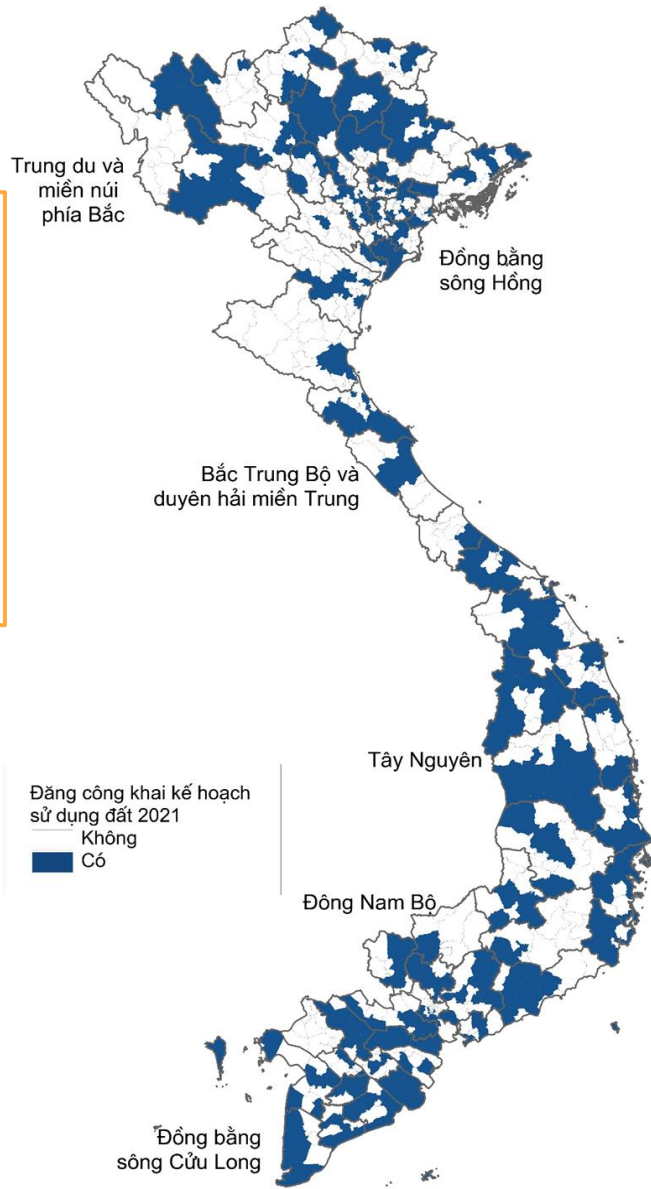 Trung du và
miền núi
phía Bắc
Đồng bằng
sông Hồng
Bắc Trung Bộ và
duyên hải miền Trung
Tây Nguyên
Đăng công khai kế hoạch
sử dụng đất 2021
Không
Có
Đông Nam Bộ
Đồng bằng
sông Cửu Long